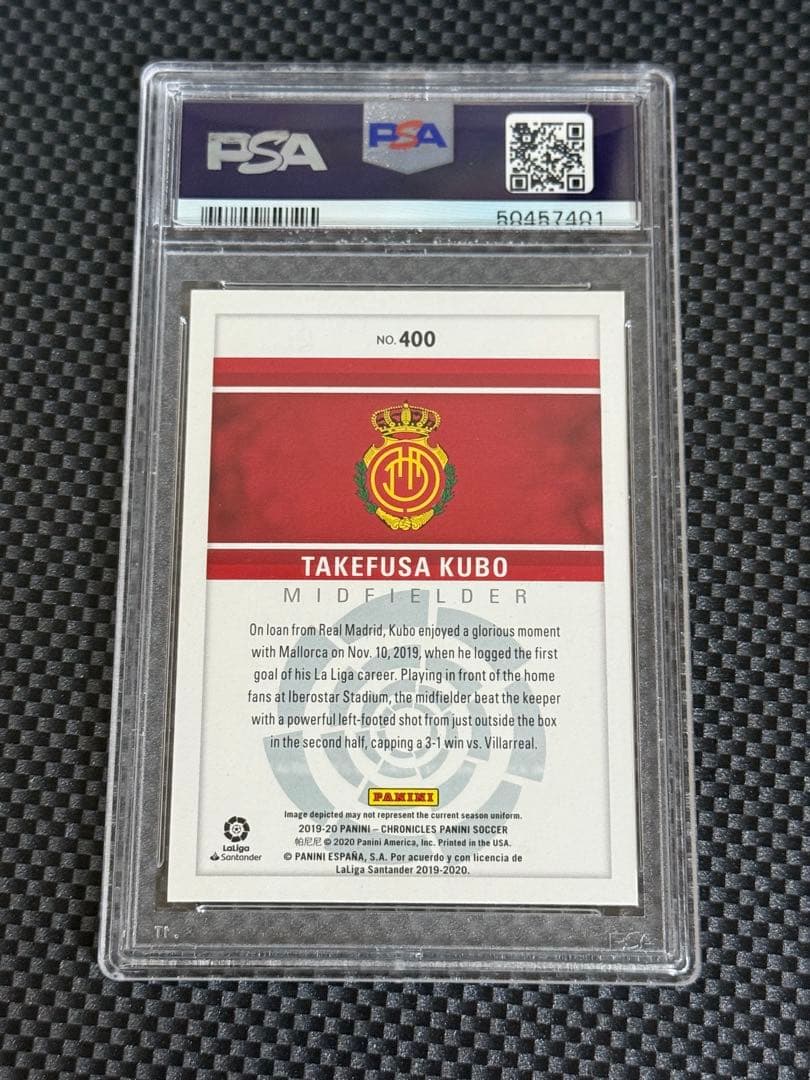 PSA
PSA
50457401
NO. 400
TAKEFUSA KUBO
MIDFIELDER
On loan from Real Madrid, Kubo enjoyed a glorious moment
with Mallorca on Nov. 10, 2019, when he logged the first
goal of his La Liga career. Playing in front of the home
fans at Iberostar Stadium, the midfielder beat the keeper
with a powerful left-footed shot from just outside the box
in the second half, capping a 3-1 win vs. Villarreal.
PANINI
Image depicted may not represent the current season uniform.
2019-20 PANINI – CHRONICLES PANINI SOCCER
帕尼尼 © 2020 Panini America, Inc. Printed in the USA.
© PANINI ESPAÑA, S.A. Por acuerdo y con licencia de
LaLiga Santander 2019-2020.
LaLiga
Santander